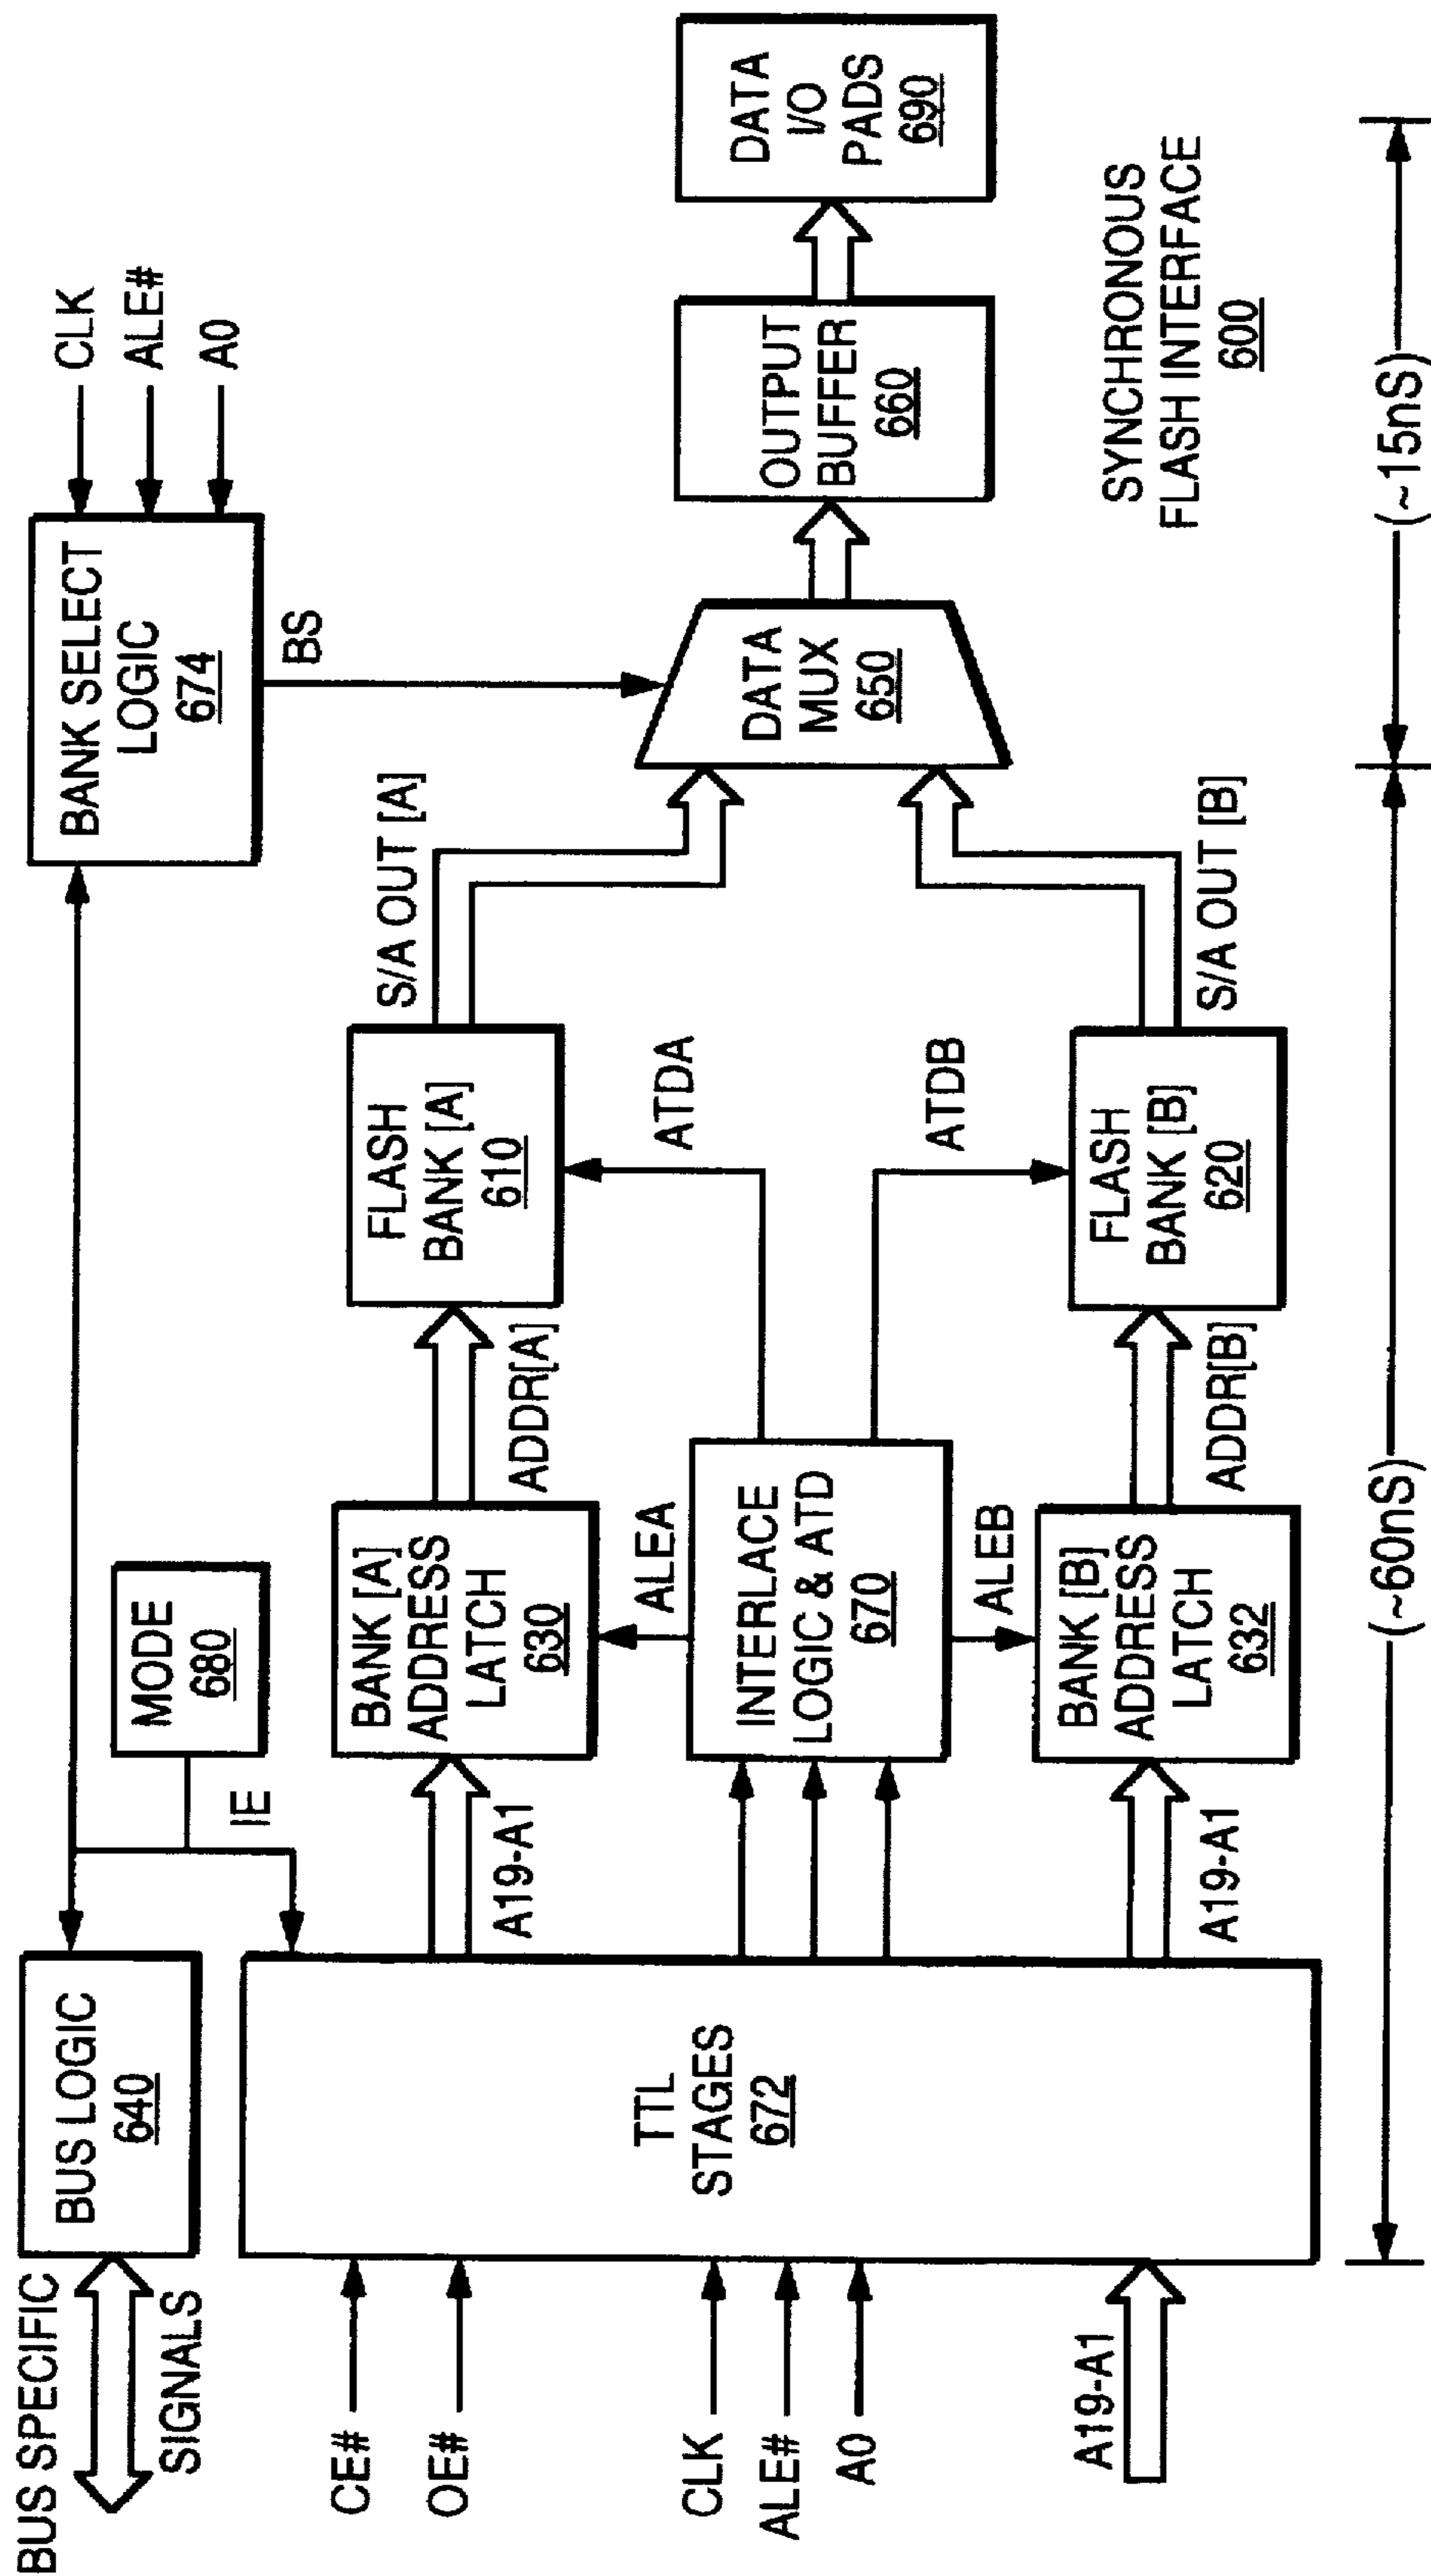 BUS SPECIFIC
SIGNALS
BUS LOGIC
640
MODE
680
IE
BANK SELECT
LOGIC
674
CLK
ALE#
A0
BS
CE#
OE#
CLK
ALE#
A0
A19-A1
TTL
STAGES
672
A19-A1
A19-A1
BANK [A]
ADDRESS
LATCH
630
ALEA
INTERLACE
LOGIC & ATD
670
ALEB
BANK [B]
ADDRESS
LATCH
632
ADDR[A]
ADDR[B]
FLASH
BANK [A]
610
ATDA
ATDB
FLASH
BANK [B]
620
S/A OUT [A]
S/A OUT [B]
DATA
MUX
650
OUTPUT
BUFFER
660
DATA
I/O
PADS
690
SYNCHRONOUS
FLASH INTERFACE
600
(~60nS)
(~15nS)